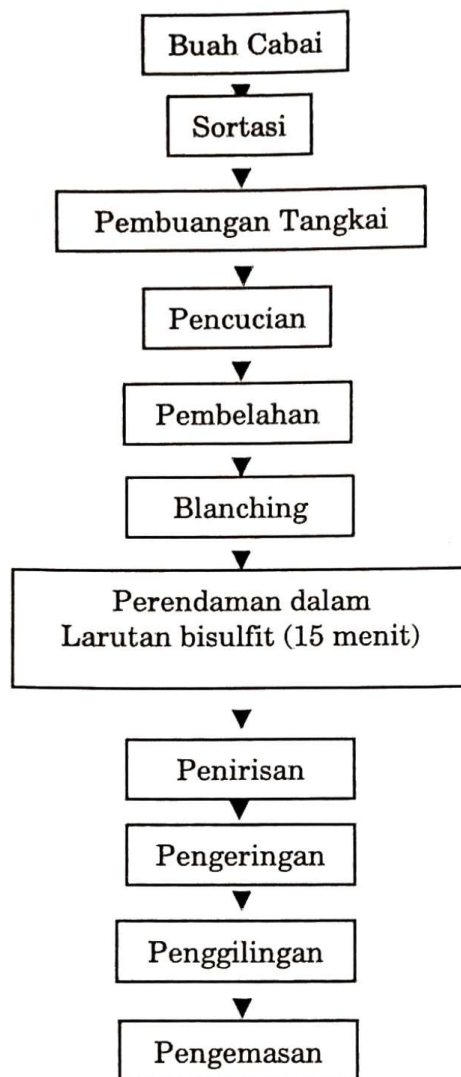 Buah Cabai
Sortasi
Pembuangan Tangkai
Pencucian
Pembelahan
Blanching
Perendaman dalam
Larutan bisulfit (15 menit)
Penirisan
Pengeringan
Penggilingan
Pengemasan